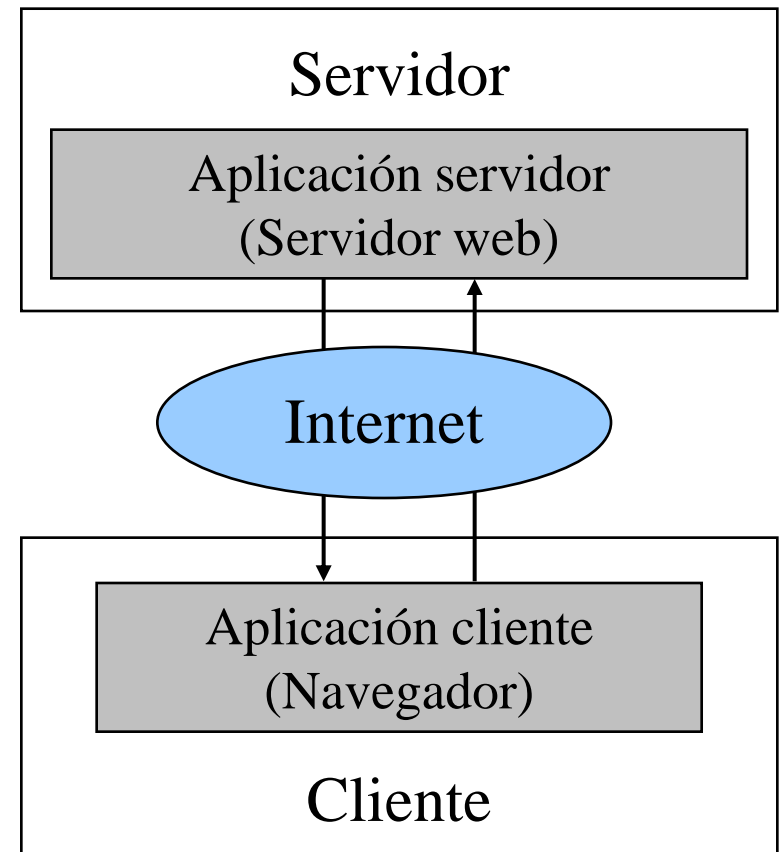 Servidor
Aplicación servidor
(Servidor web)
Internet
Aplicación cliente
(Navegador)
Cliente